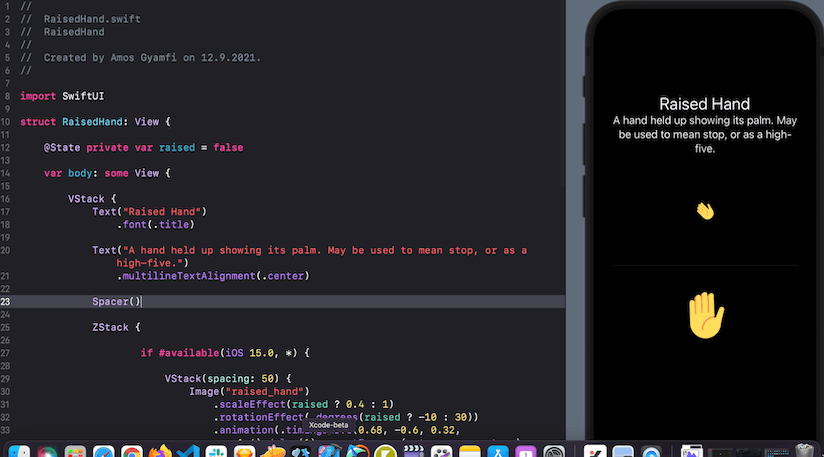 1 //
2 //  RaisedHand.swift
3 //  RaisedHand
4 //
5 //  Created by Amos Gyamfi on 12.9.2021.
6 //
7
8 import SwiftUI
9
10 struct RaisedHand: View {
11
12 @State private var raised = false
13
14 var body: some View {
15
16 VStack {
17 Text("Raised Hand")
18 .font(.title)
19
20 Text("A hand held up showing its palm. May be used to mean stop, or as a
high-five.")
21 .multilineTextAlignment(.center)
22
23 Spacer()
24
25 ZStack {
26
27 if #available(iOS 15.0, *) {
28
29 VStack(spacing: 50) {
30 Image("raised_hand")
31 .scaleEffect(raised ? 0.4 : 1)
32 .rotationEffect(.degrees(raised ? -10 : 30))
33 .animation( 0.68, -0.6, 0.32,
Xcode-beta
Raised Hand
A hand held up showing its palm. May
be used to mean stop, or as a high-
five.